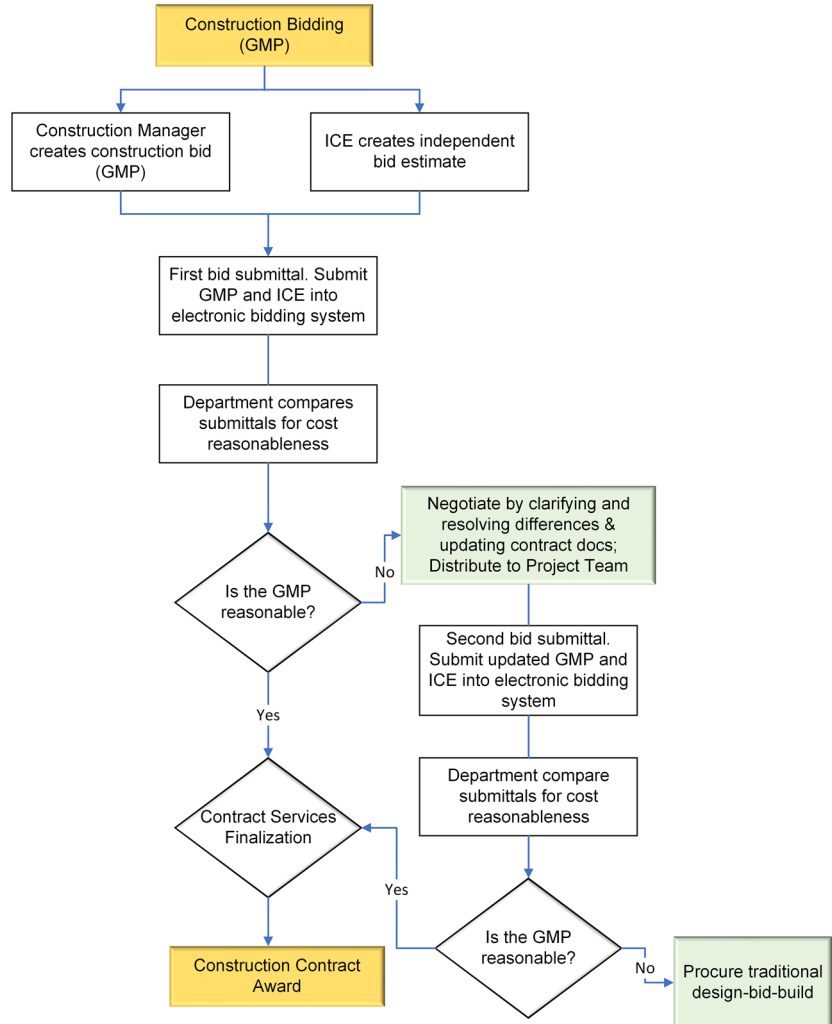 Construction Bidding
(GMP)
Construction Manager
creates construction bid
(GMP)
ICE creates independent
bid estimate
First bid submittal. Submit
GMP and ICE into
electronic bidding system
Department compares
submittals for cost
reasonableness
Negotiate by clarifying and
resolving differences &
updating contract docs;
Distribute to Project Team
No
Is the GMP
reasonable?
Second bid submittal.
Submit updated GMP and
ICE into electronic bidding
system
Yes
Department compare
submittals for cost
reasonableness
Contract Services
Finalization
Yes
Is the GMP
reasonable?
No
Procure traditional
design-bid-build
Construction Contract
Award